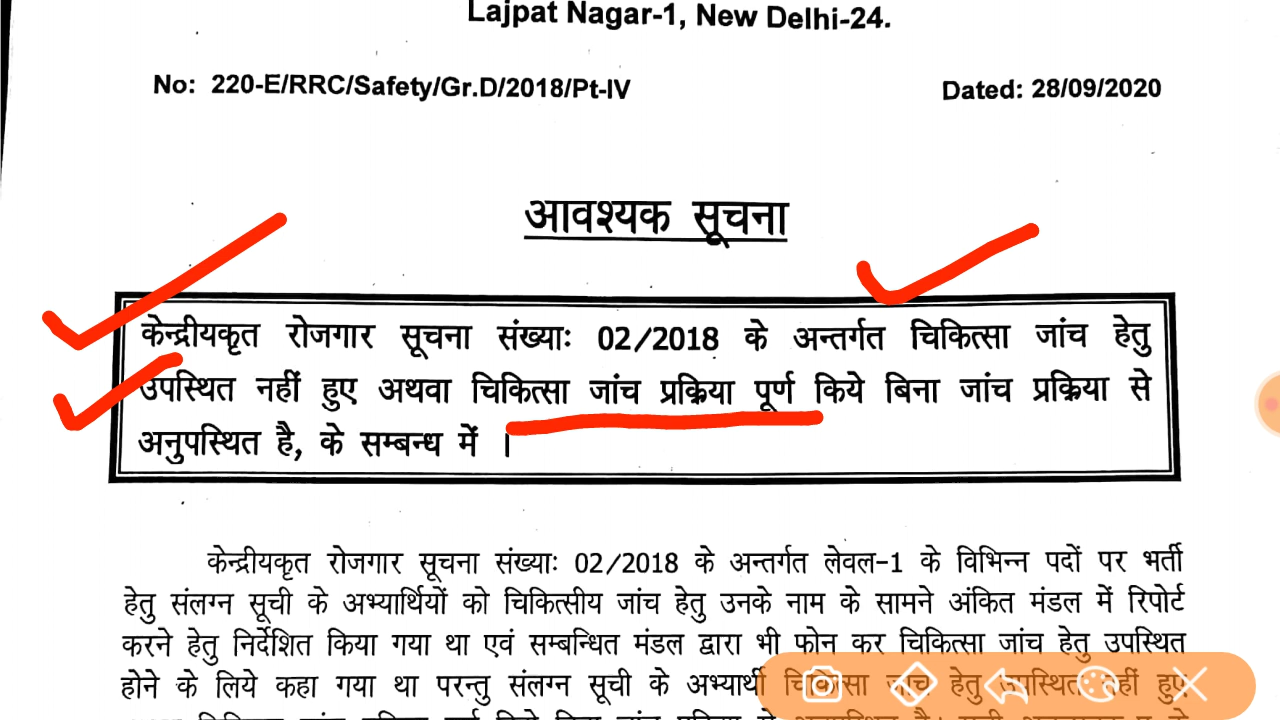 Lajpat Nagar-1, New Delhi-24.
No: 220-E/RRC/Safety/Gr.D/2018/Pt-IV Dated: 28/09/2020
आवश्यक सूचना
केन्द्रीयकृत रोजगार सूचना संख्याः 02/2018 के अन्तर्गत चिकित्सा जांच हेतु
उपस्थित नहीं हुए अथवा चिकित्सा जांच प्रक्रिया पूर्ण किये बिना जांच प्रक्रिया से
अनुपस्थित है, के सम्बन्ध में ।
केन्द्रीयकृत रोजगार सूचना संख्याः 02/2018 के अन्तर्गत लेवल-1 के विभिन्न पदों पर भर्ती
हेतु संलग्न सूची के अभ्यार्थियों को चिकित्सीय जांच हेतु उनके नाम के सामने अंकित मंडल में रिपोर्ट
करने हेतु निर्देशित किया गया था एवं सम्बन्धित मंडल द्वारा भी फोन कर चिकित्सा जांच हेतु उपस्थित
होने के लिये कहा गया था परन्तु संलग्न सूची के अभ्यार्थी चिकित्सा जांच हेतु उपस्थित नहीं हुए